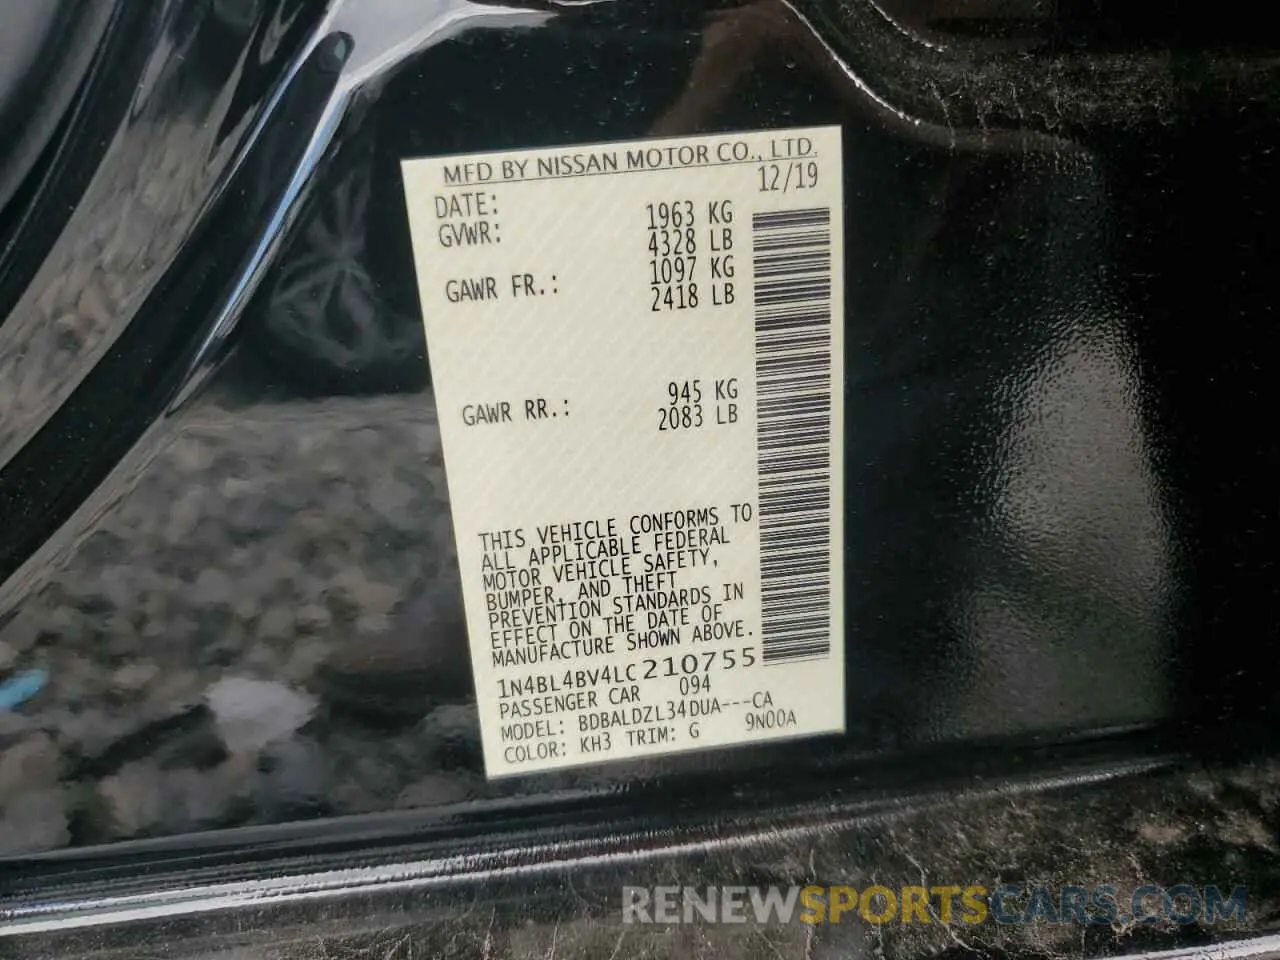 MFD BY NISSAN MOTOR CO., LTD.
DATE: 12/19
GVWR: 1963 KG
4328 LB
GAWR FR.: 1097 KG
2418 LB
GAWR RR.: 945 KG
2083 LB
THIS VEHICLE CONFORMS TO
ALL APPLICABLE FEDERAL
MOTOR VEHICLE SAFETY,
BUMPER, AND THEFT
PREVENTION STANDARDS IN
EFFECT ON THE DATE OF
MANUFACTURE SHOWN ABOVE.
1N4BL4BV4LC210755
PASSENGER CAR 094
MODEL: BDBALDZL34DUA---CA
COLOR: KH3 TRIM: G 9N00A
RENEWSPORTSCARS.COM